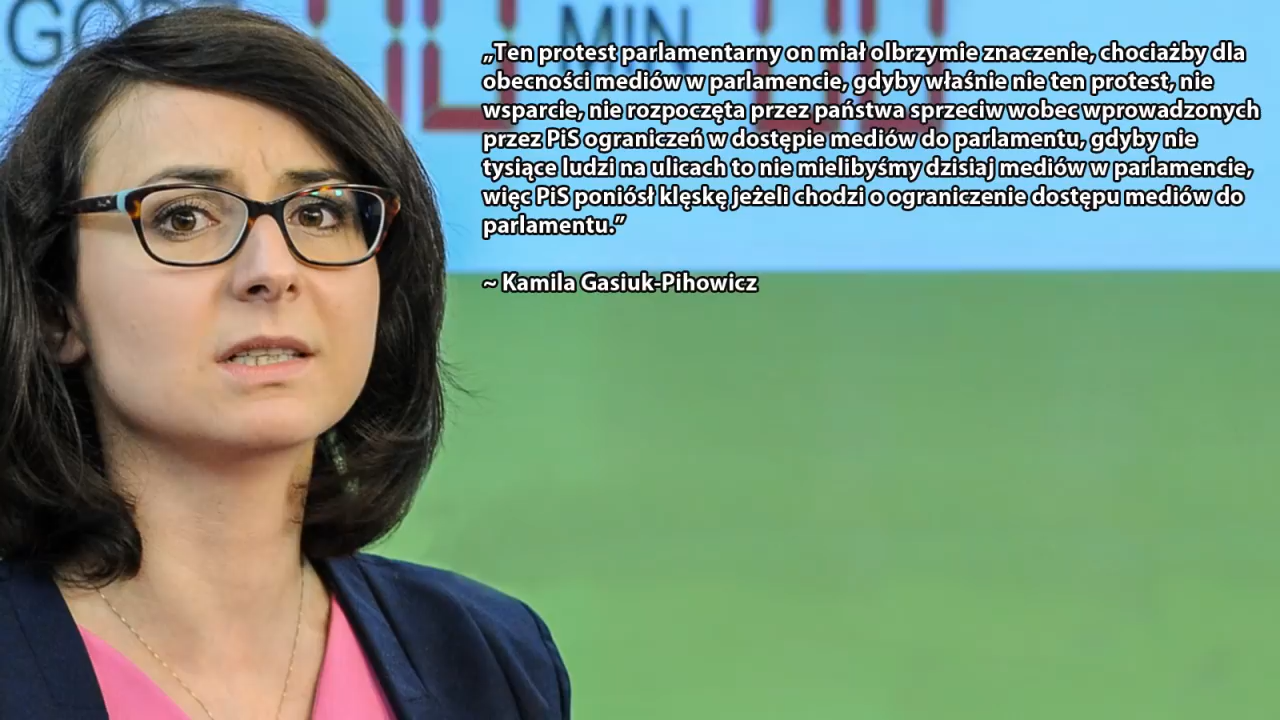 GODZ
MIN
„Ten protest parlamentarny on miał olbrzymie znaczenie, chociażby dla
obecności mediów w parlamencie, gdyby właśnie nie ten protest, nie
wsparcie, nie rozpoczęta przez państwa sprzeciw wobec wprowadzonych
przez PiS ograniczeń w dostępie mediów do parlamentu, gdyby nie
tysiące ludzi na ulicach to nie mielibyśmy dzisiaj mediów w parlamencie,
więc PiS poniósł klęskę jeżeli chodzi o ograniczenie dostępu mediów do
parlamentu.”
~ Kamila Gasiuk-Pihowicz